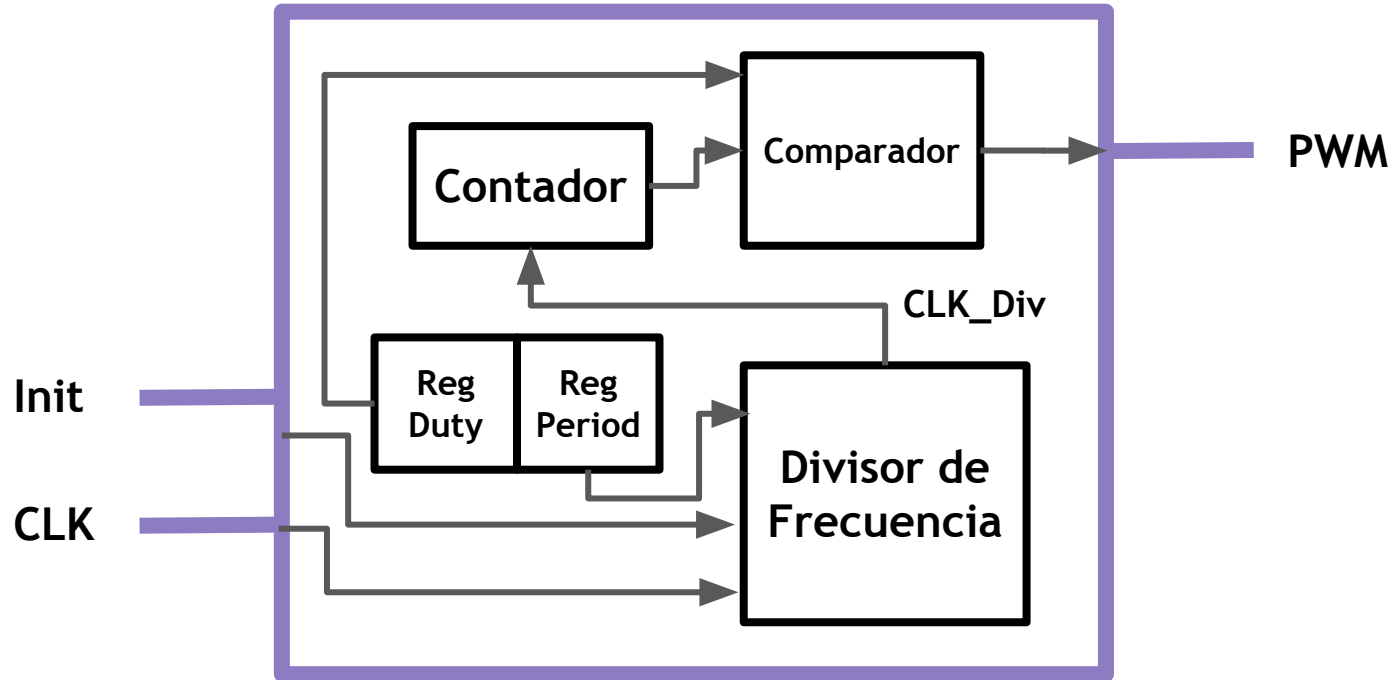 Comparador
PWM
Contador
CLK_Div
Init
Reg
Duty
Reg
Period
Divisor de
Frecuencia
CLK